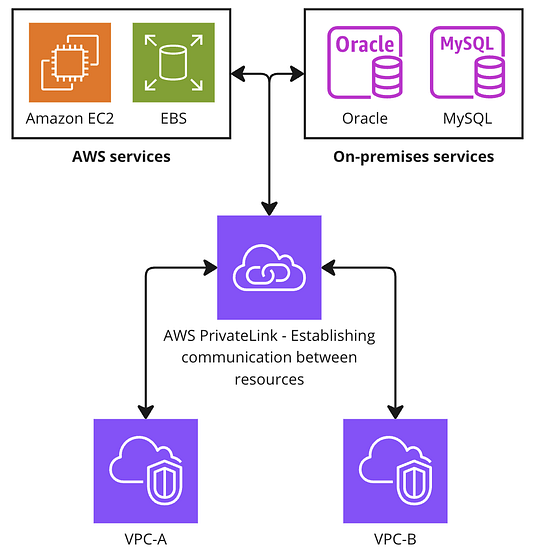 Oracle
MySQL
Amazon EC2
EBS
Oracle
MySQL
AWS services
On-premises services
AWS PrivateLink - Establishing
communication between
resources
VPC-A
VPC-B